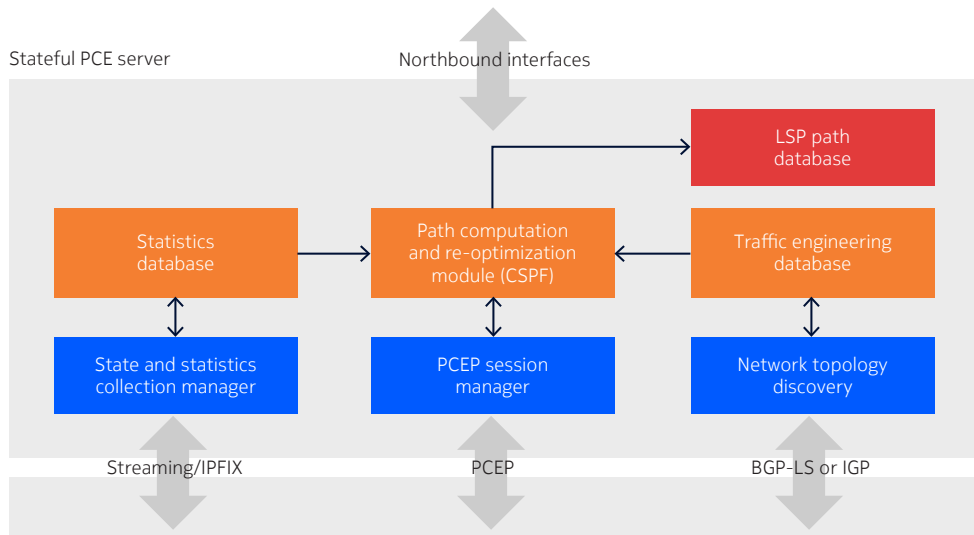 Stateful PCE server
Northbound interfaces
LSP path
database
Statistics
database
Path computation
and re-optimization
module (CSPF)
Traffic engineering
database
State and statistics
collection manager
PCEP session
manager
Network topology
discovery
Streaming/IPFIX
PCEP
BGP-LS or IGP